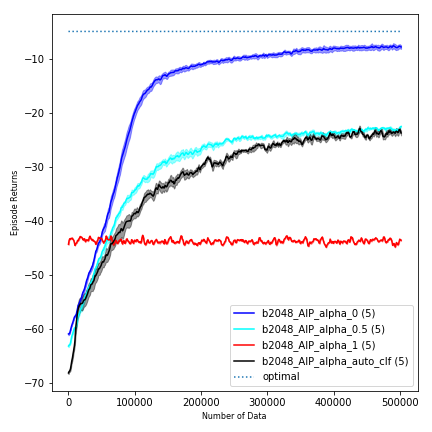 −10
−20
−30
−40
−50
−60
−70
Episode Returns
b2048_AIP_alpha_0 (5)
b2048_AIP_alpha_0.5 (5)
b2048_AIP_alpha_1 (5)
b2048_AIP_alpha_auto_clf (5)
optimal
0 100000 200000 300000 400000 500000
Number of Data